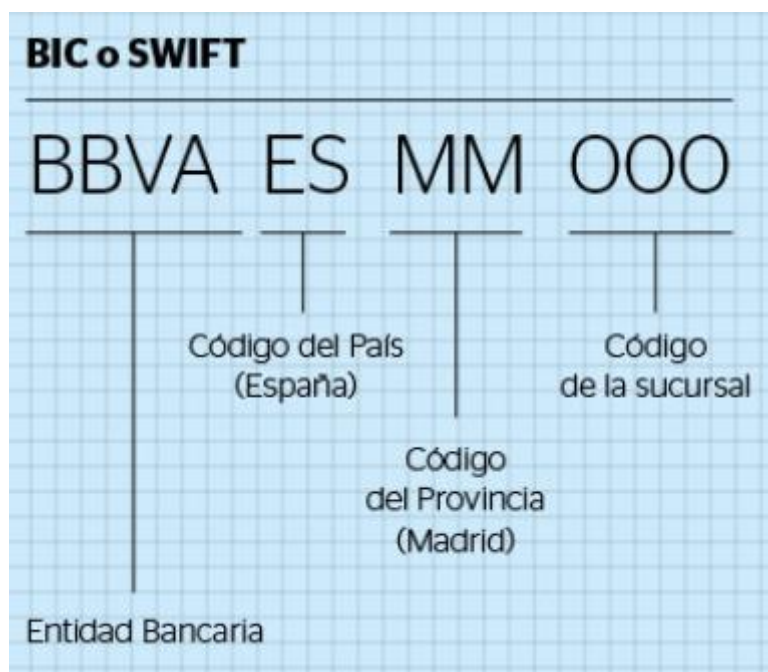 BIC o SWIFT
BBVA ES MM OOO
Código del País
(España)
Código
de la sucursal
Código
del Provincia
(Madrid)
Entidad Bancaria